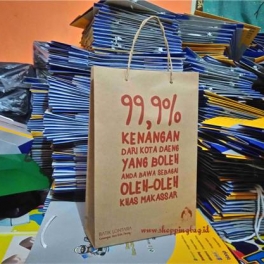 99,9%
KENANGAN
DARI KOTA DAENG
YANG BOLEH
ANDA BAWA SEBAGAI
OLEH-OLEH
KHAS MAKASSAR
www.shoppingbag.id